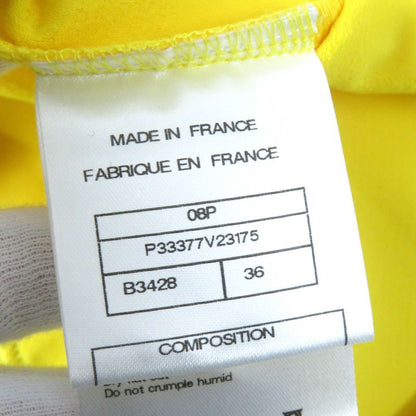 MADE IN FRANCE
FABRIQUE EN FRANCE
08P
P33377V23175
B3428 36
COMPOSITION
Do not crumple humid